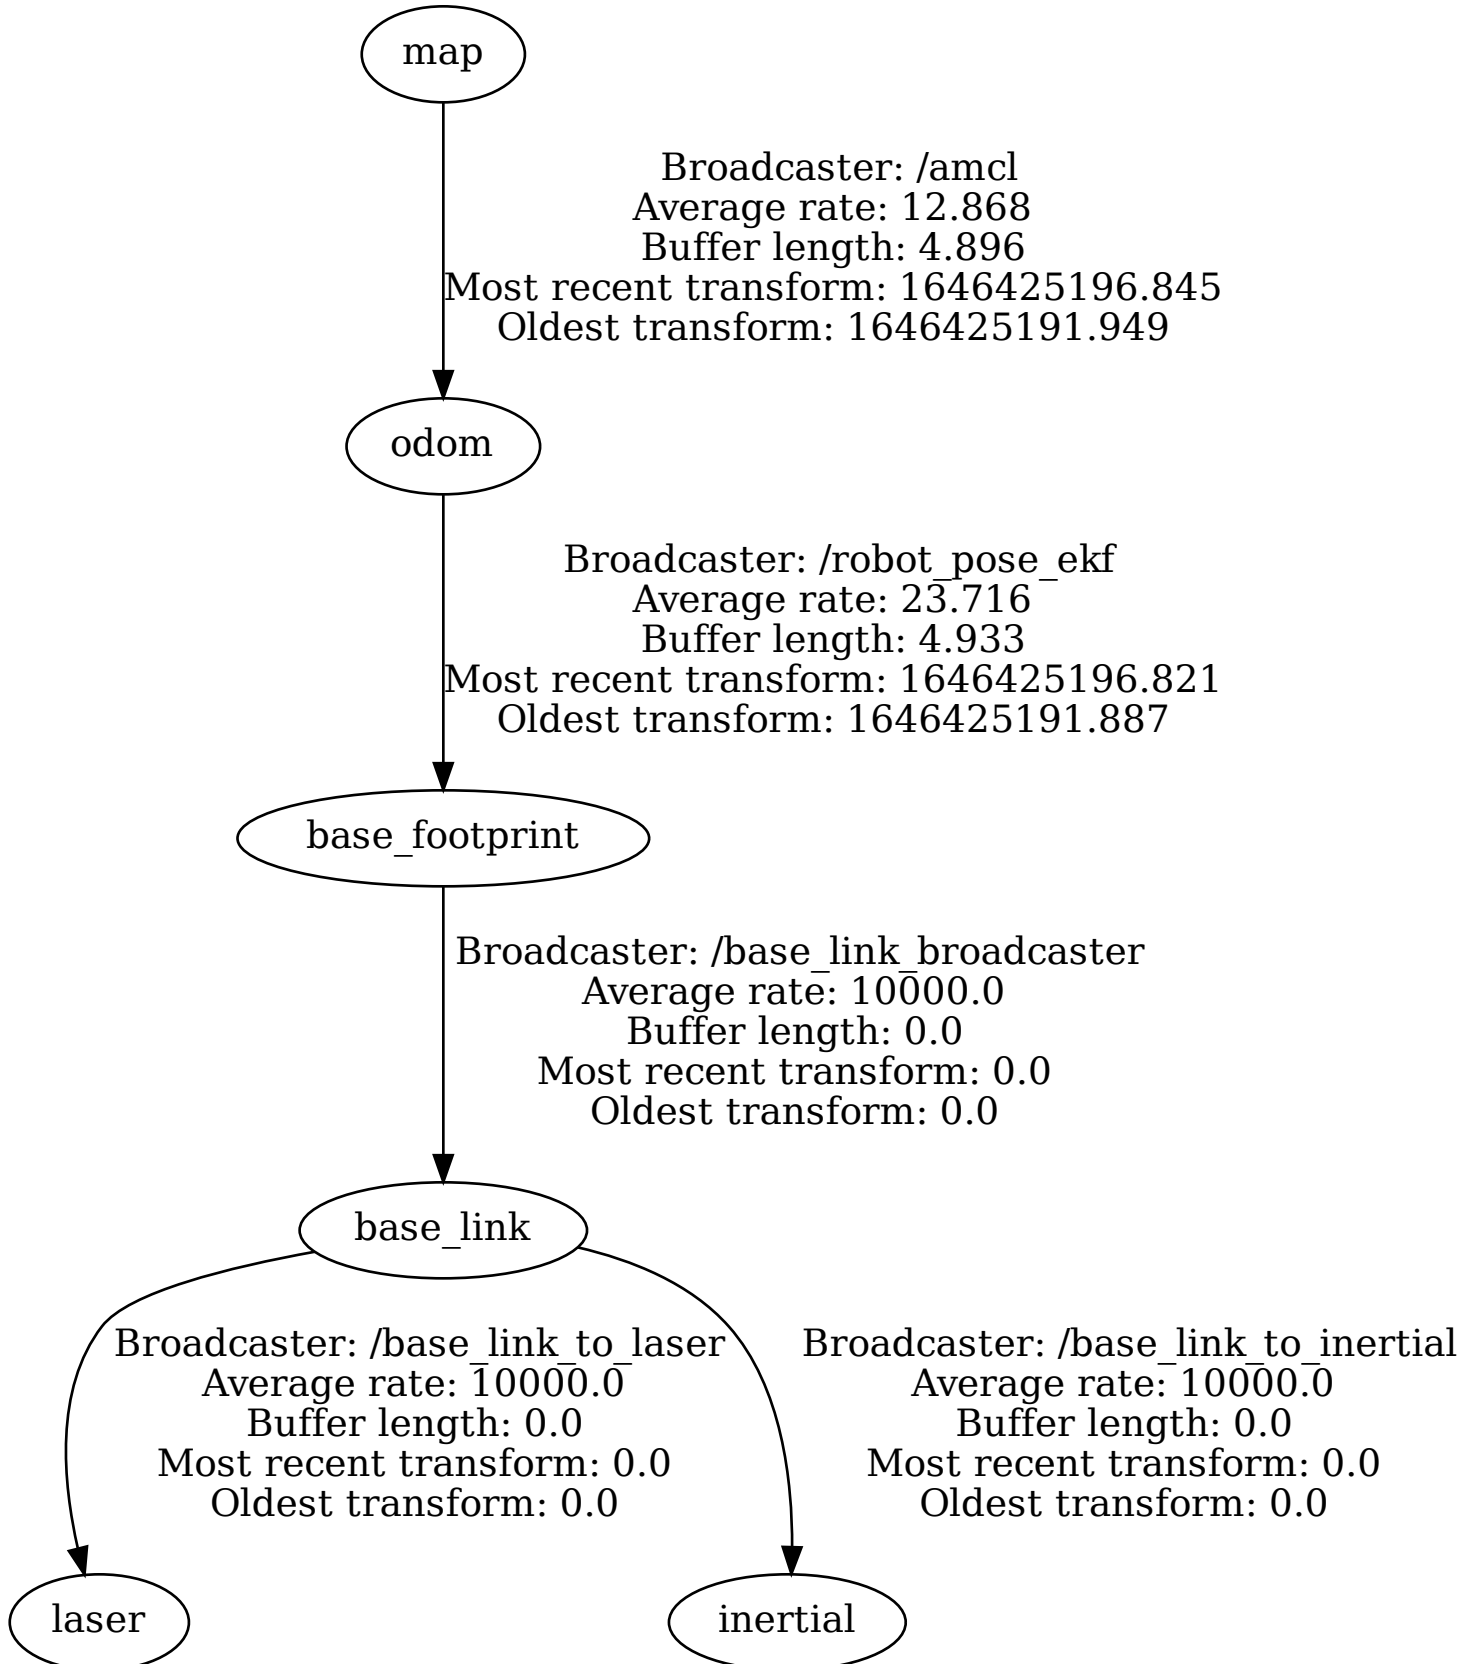 map
Broadcaster: /amcl
Average rate: 12.868
Buffer length: 4.896
Most recent transform: 1646425196.845
Oldest transform: 1646425191.949
odom
Broadcaster: /robot_pose_ekf
Average rate: 23.716
Buffer length: 4.933
Most recent transform: 1646425196.821
Oldest transform: 1646425191.887
base_footprint
Broadcaster: /base_link_broadcaster
Average rate: 10000.0
Buffer length: 0.0
Most recent transform: 0.0
Oldest transform: 0.0
base_link
Broadcaster: /base_link_to_laser
Average rate: 10000.0
Buffer length: 0.0
Most recent transform: 0.0
Oldest transform: 0.0
Broadcaster: /base_link_to_inertial
Average rate: 10000.0
Buffer length: 0.0
Most recent transform: 0.0
Oldest transform: 0.0
laser
inertial